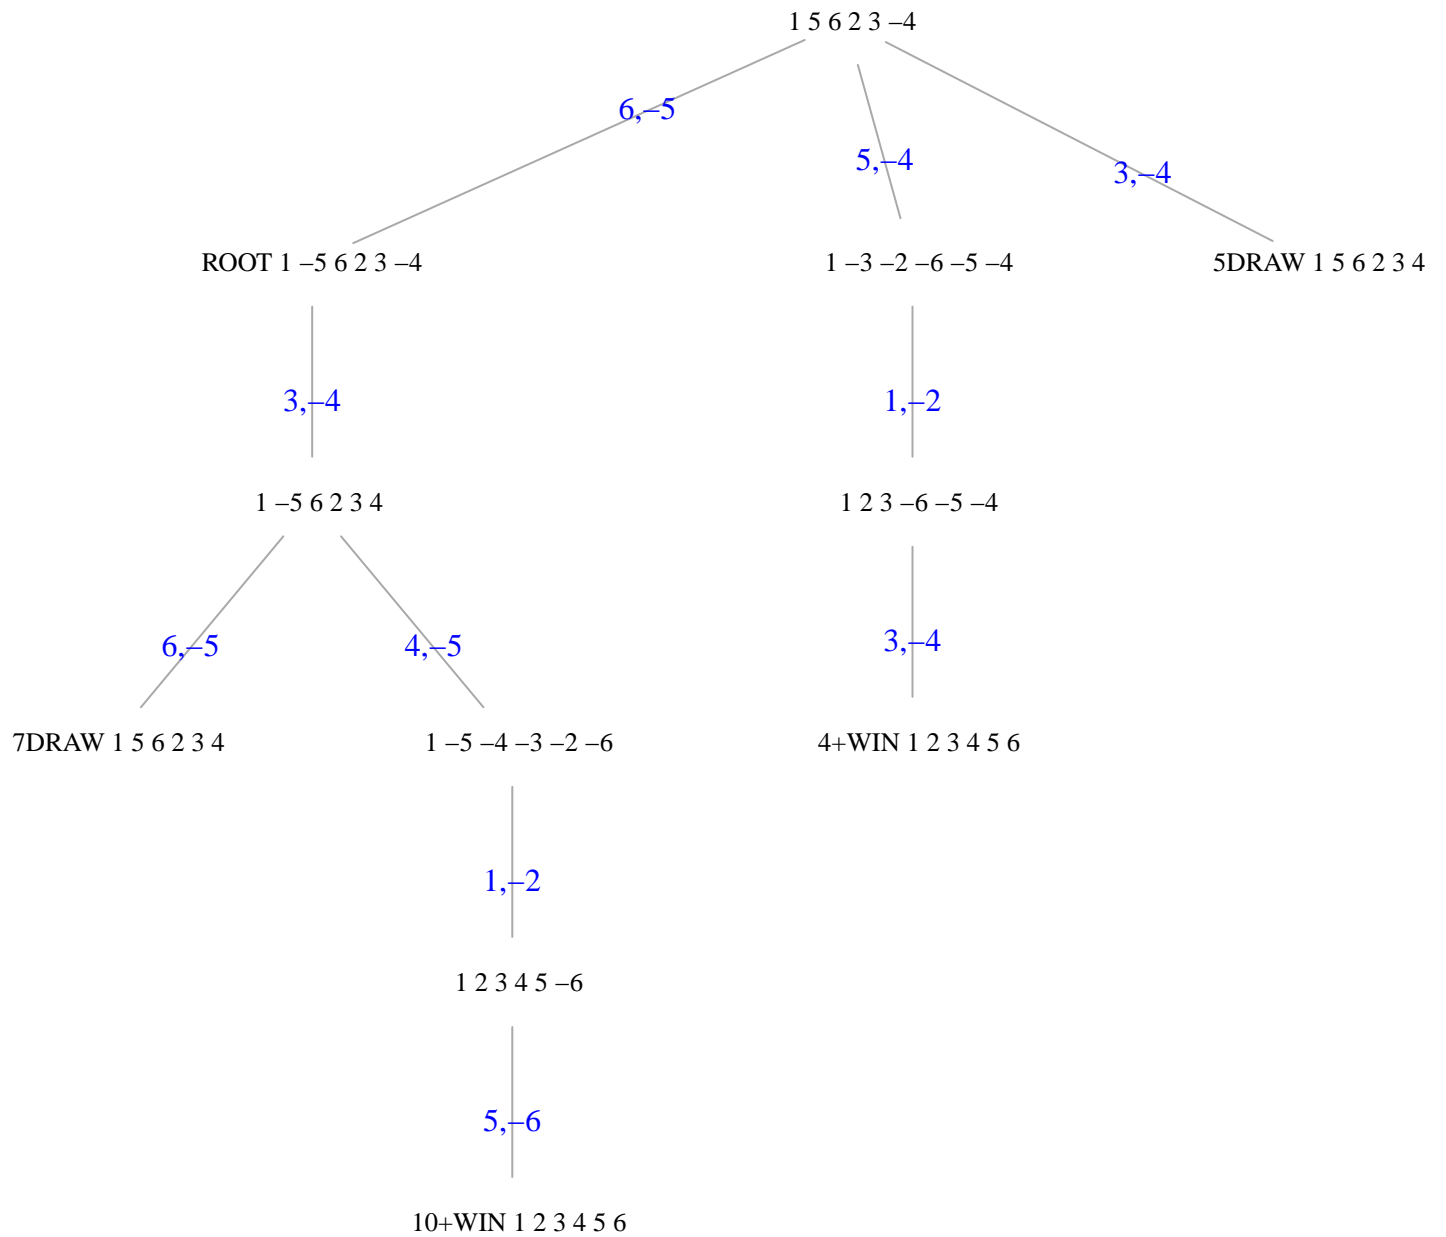 1 5 6 2 3 –4
6,–5
5,–4
3,–4
ROOT 1 –5 6 2 3 –4
1 –3 –2 –6 –5 –4
5DRAW 1 5 6 2 3 4
3,–4
1,–2
1 –5 6 2 3 4
1 2 3 –6 –5 –4
6,–5
4,–5
3,–4
7DRAW 1 5 6 2 3 4
1 –5 –4 –3 –2 –6
4+WIN 1 2 3 4 5 6
1,–2
1 2 3 4 5 –6
5,–6
10+WIN 1 2 3 4 5 6